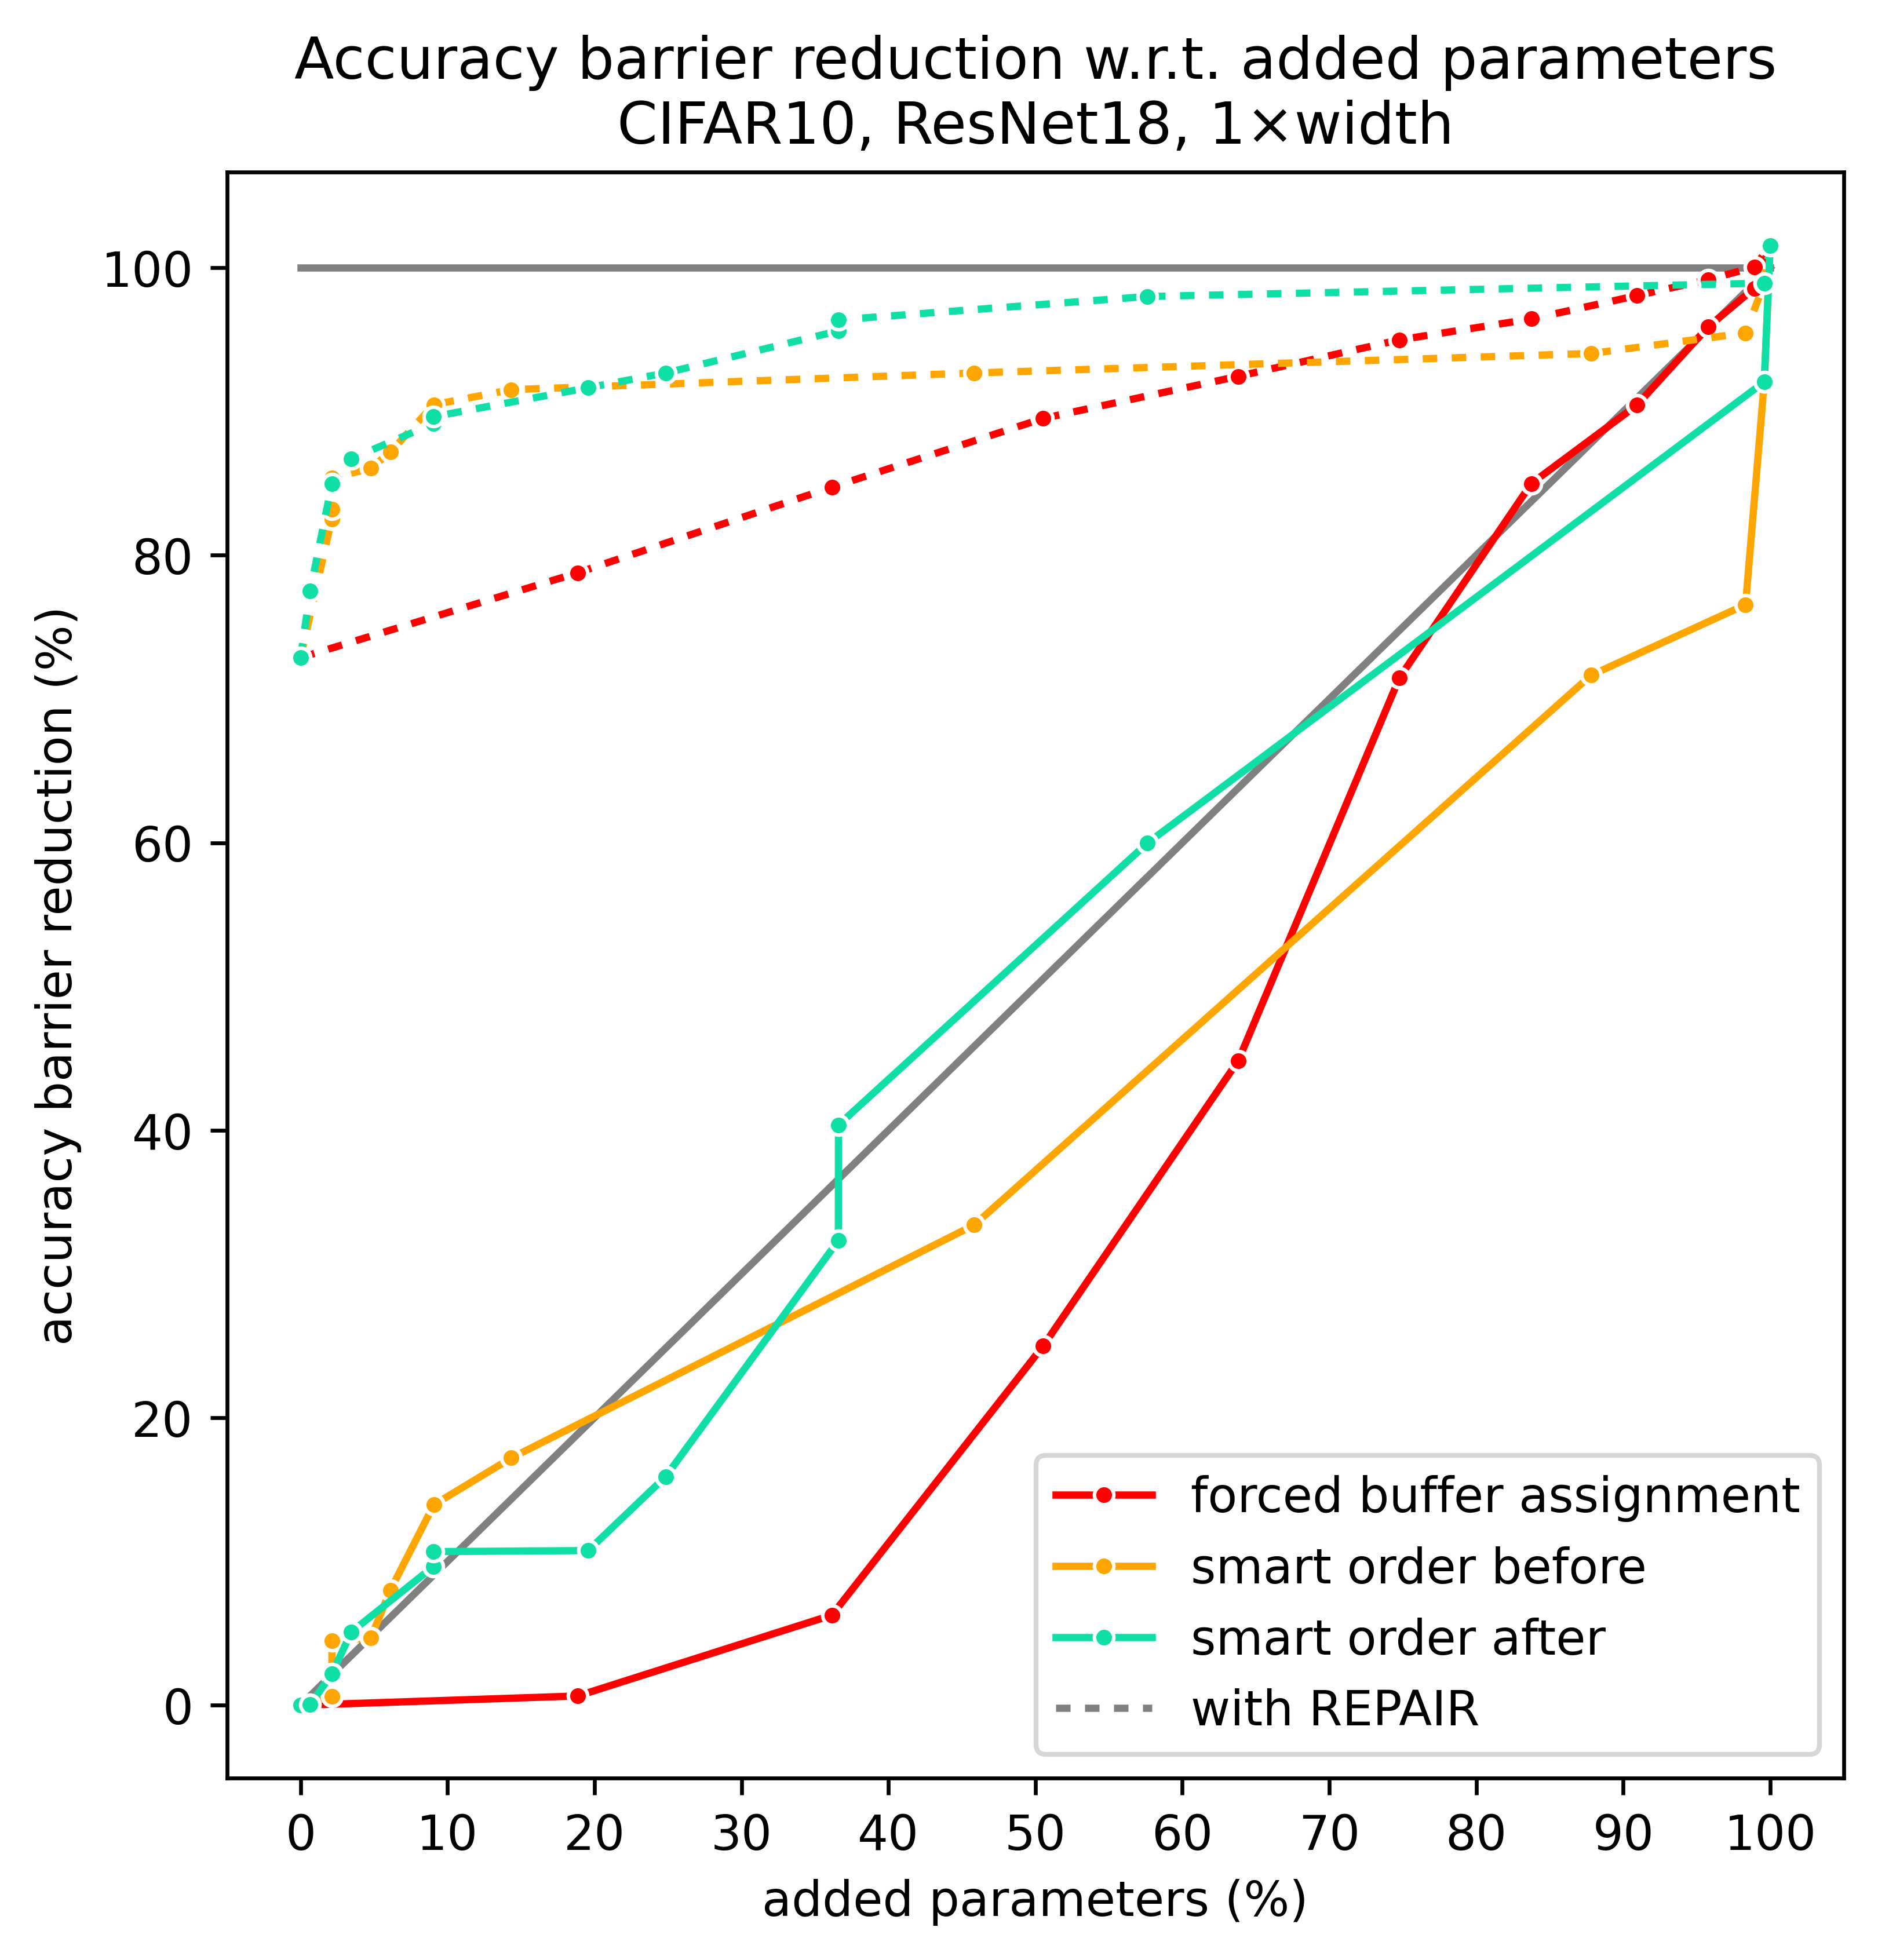 Accuracy barrier reduction w.r.t. added parameters
CIFAR10, ResNet18, 1×width
accuracy barrier reduction (%)
100
80
60
40
20
0
forced buffer assignment
smart order before
smart order after
with REPAIR
0 10 20 30 40 50 60 70 80 90 100
added parameters (%)